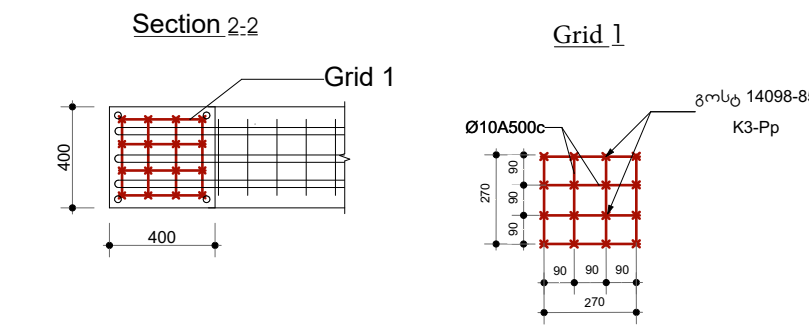 Section 2-2
Grid 1
400
400
Grid 1
გოსტ 14098-85
K3-Pp
Ø10A500c
270
90
90
90
90 90 90
270